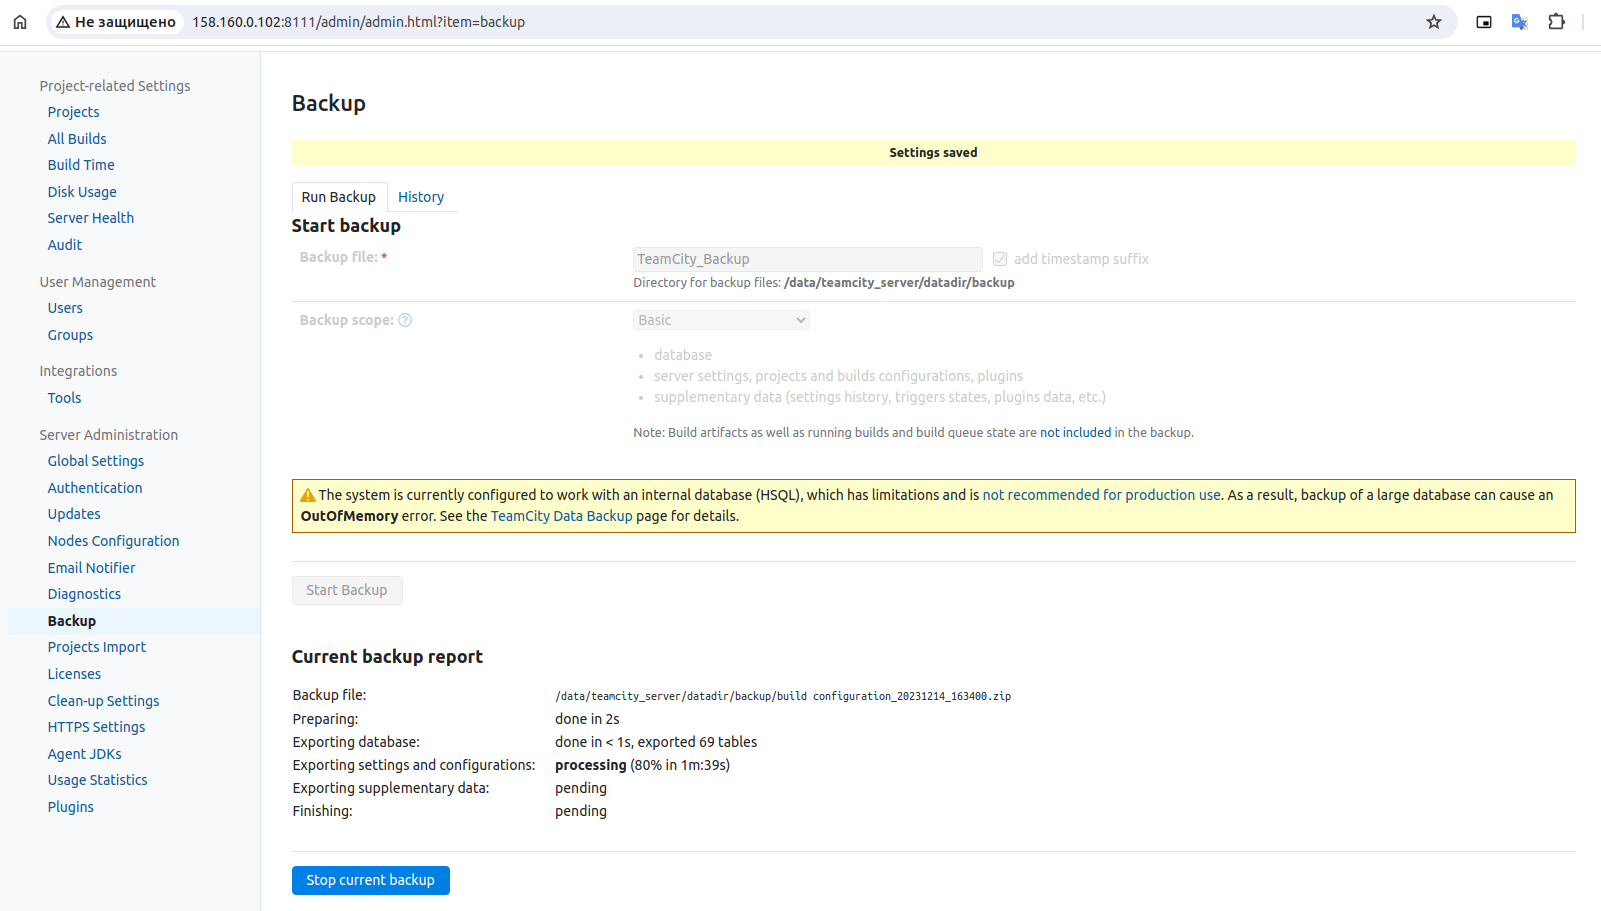 Не защищено 158.160.0.102:8111/admin/admin.html?item=backup
Project-related Settings
Projects
All Builds
Build Time
Disk Usage
Server Health
Audit
User Management
Users
Groups
Integrations
Tools
Server Administration
Global Settings
Authentication
Updates
Nodes Configuration
Email Notifier
Diagnostics
Backup
Projects Import
Licenses
Clean-up Settings
HTTPS Settings
Agent JDKs
Usage Statistics
Plugins
Backup
Settings saved
Run Backup History
Start backup
Backup file: * TeamCity_Backup add timestamp suffix
Directory for backup files: /data/teamcity_server/datadir/backup
Backup scope: ? Basic
• database
• server settings, projects and builds configurations, plugins
• supplementary data (settings history, triggers states, plugins data, etc.)
Note: Build artifacts as well as running builds and build queue state are not included in the backup.
The system is currently configured to work with an internal database (HSQL), which has limitations and is not recommended for production use. As a result, backup of a large database can cause an
OutOfMemory error. See the TeamCity Data Backup page for details.
Start Backup
Current backup report
Backup file: /data/teamcity_server/datadir/backup/build configuration_20231214_163400.zip
Preparing: done in 2s
Exporting database: done in < 1s, exported 69 tables
Exporting settings and configurations: processing (80% in 1m:39s)
Exporting supplementary data: pending
Finishing: pending
Stop current backup